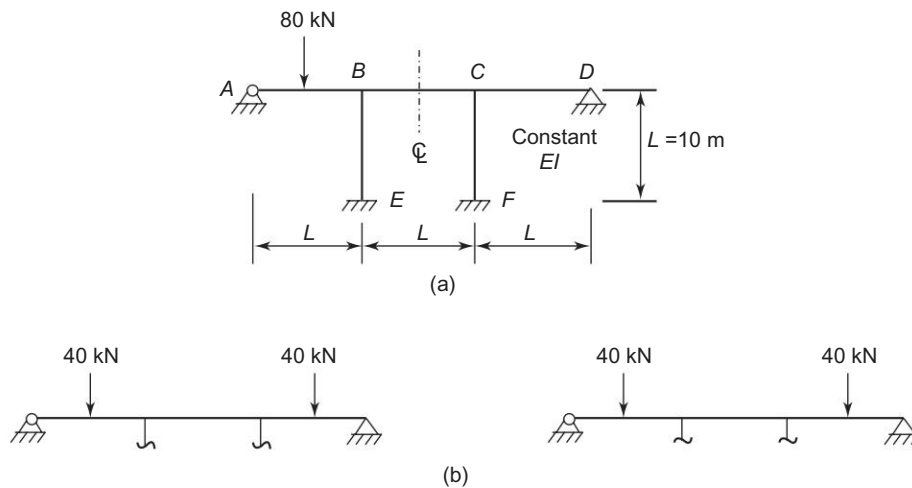 80 kN
A B C D
℄ Constant EI L =10 m
E F
L L L
(a)
40 kN 40 kN 40 kN 40 kN
(b)